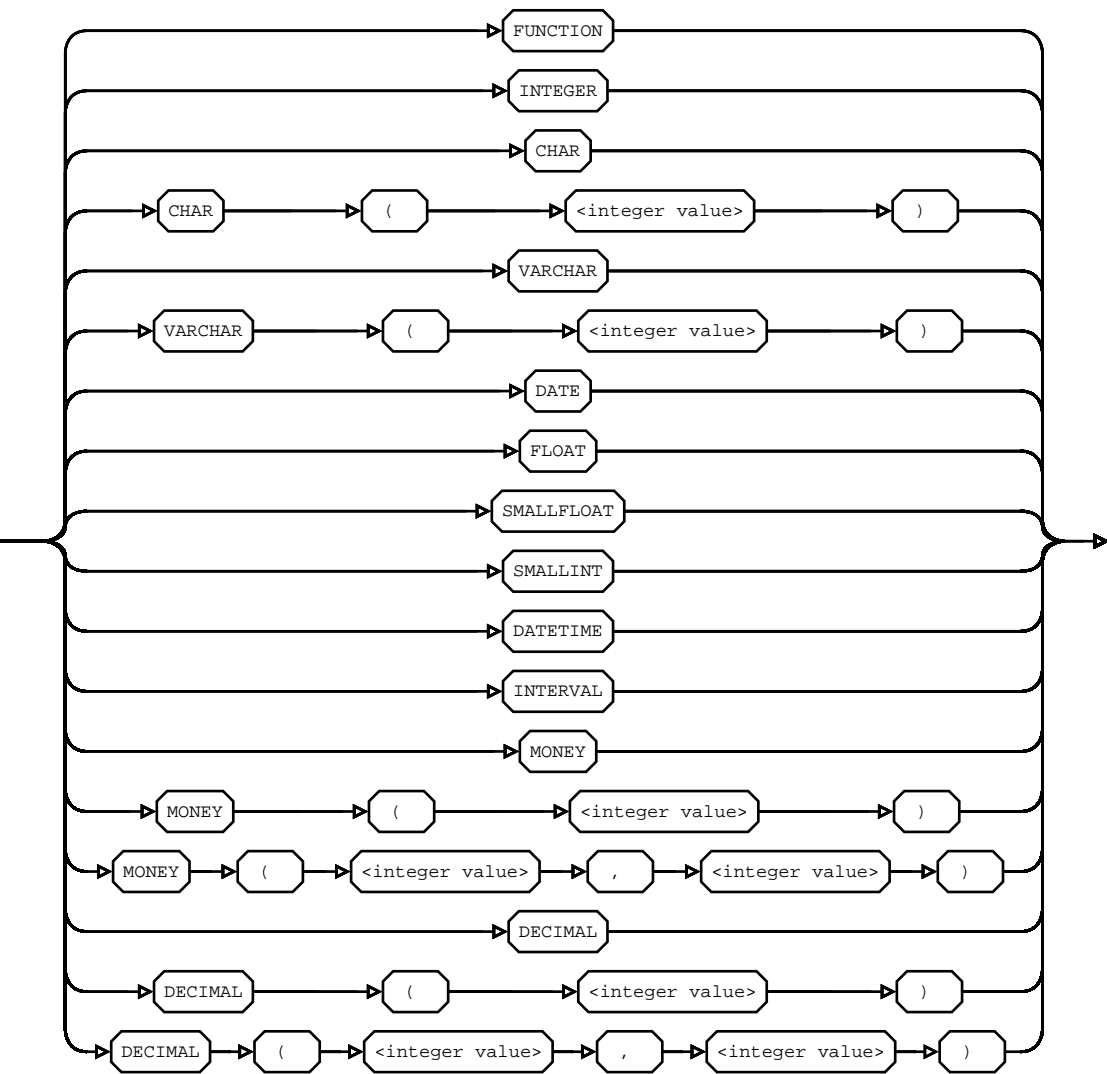 FUNCTION
INTEGER
CHAR
CHAR ( <integer value> )
VARCHAR
VARCHAR ( <integer value> )
DATE
FLOAT
SMALLFLOAT
SMALLINT
DATETIME
INTERVAL
MONEY
MONEY ( <integer value> )
MONEY ( <integer value> , <integer value> )
DECIMAL
DECIMAL ( <integer value> )
DECIMAL ( <integer value> , <integer value> )